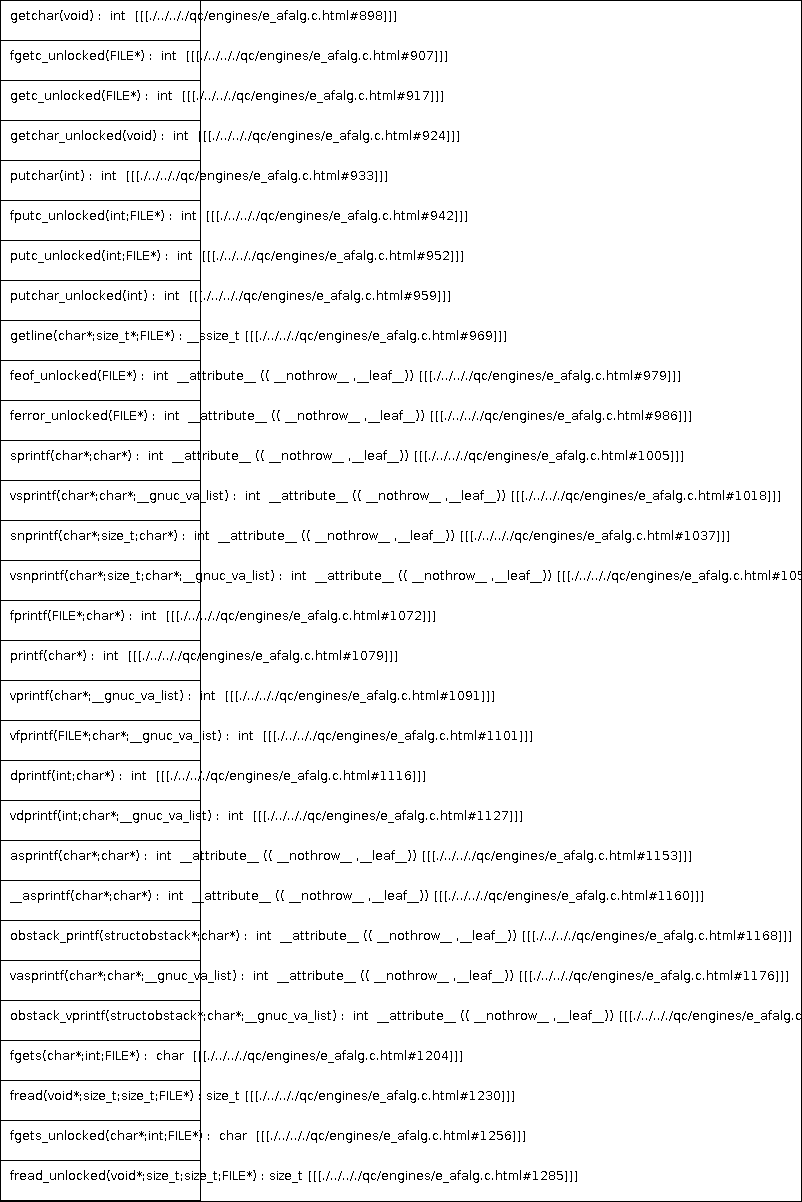 getchar(void) : int [[[./../../../qc/engines/e_afalg.c.html#898]]]
fgetc_unlocked(FILE*) : int [[[./../../../qc/engines/e_afalg.c.html#907]]]
getc_unlocked(FILE*) : int [[[./../../../qc/engines/e_afalg.c.html#917]]]
getchar_unlocked(void) : int [[[./../../../qc/engines/e_afalg.c.html#924]]]
putchar(int) : int [[[./../../../qc/engines/e_afalg.c.html#933]]]
fputc_unlocked(int;FILE*) : int [[[./../../../qc/engines/e_afalg.c.html#942]]]
putc_unlocked(int;FILE*) : int [[[./../../../qc/engines/e_afalg.c.html#952]]]
putchar_unlocked(int) : int [[[./../../../qc/engines/e_afalg.c.html#959]]]
getline(char*;size_t*;FILE*) : __ssize_t [[[./../../../qc/engines/e_afalg.c.html#969]]]
feof_unlocked(FILE*) : int __attribute__ (( __nothrow__ ,__leaf__)) [[[./../../../qc/engines/e_afalg.c.html#979]]]
ferror_unlocked(FILE*) : int __attribute__ (( __nothrow__ ,__leaf__)) [[[./../../../qc/engines/e_afalg.c.html#986]]]
sprintf(char*;char*) : int __attribute__ (( __nothrow__ ,__leaf__)) [[[./../../../qc/engines/e_afalg.c.html#1005]]]
vsprintf(char*;char*;__gnuc_va_list) : int __attribute__ (( __nothrow__ ,__leaf__)) [[[./../../../qc/engines/e_afalg.c.html#1018]]]
snprintf(char*;size_t;char*) : int __attribute__ (( __nothrow__ ,__leaf__)) [[[./../../../qc/engines/e_afalg.c.html#1037]]]
vsnprintf(char*;size_t;char*;__gnuc_va_list) : int __attribute__ (( __nothrow__ ,__leaf__)) [[[./../../../qc/engines/e_afalg.c.html#105
fprintf(FILE*;char*) : int [[[./../../../qc/engines/e_afalg.c.html#1072]]]
printf(char*) : int [[[./../../../qc/engines/e_afalg.c.html#1079]]]
vprintf(char*;__gnuc_va_list) : int [[[./../../../qc/engines/e_afalg.c.html#1091]]]
vfprintf(FILE*;char*;__gnuc_va_list) : int [[[./../../../qc/engines/e_afalg.c.html#1101]]]
dprintf(int;char*) : int [[[./../../../qc/engines/e_afalg.c.html#1116]]]
vdprintf(int;char*;__gnuc_va_list) : int [[[./../../../qc/engines/e_afalg.c.html#1127]]]
asprintf(char*;char*) : int __attribute__ (( __nothrow__ ,__leaf__)) [[[./../../../qc/engines/e_afalg.c.html#1153]]]
__asprintf(char*;char*) : int __attribute__ (( __nothrow__ ,__leaf__)) [[[./../../../qc/engines/e_afalg.c.html#1160]]]
obstack_printf(structobstack*;char*) : int __attribute__ (( __nothrow__ ,__leaf__)) [[[./../../../qc/engines/e_afalg.c.html#1168]]]
vasprintf(char*;char*;__gnuc_va_list) : int __attribute__ (( __nothrow__ ,__leaf__)) [[[./../../../qc/engines/e_afalg.c.html#1176]]]
obstack_vprintf(structobstack*;char*;__gnuc_va_list) : int __attribute__ (( __nothrow__ ,__leaf__)) [[[./../../../qc/engines/e_afalg.c
fgets(char*;int;FILE*) : char [[[./../../../qc/engines/e_afalg.c.html#1204]]]
fread(void*;size_t;size_t;FILE*) : size_t [[[./../../../qc/engines/e_afalg.c.html#1230]]]
fgets_unlocked(char*;int;FILE*) : char [[[./../../../qc/engines/e_afalg.c.html#1256]]]
fread_unlocked(void*;size_t;size_t;FILE*) : size_t [[[./../../../qc/engines/e_afalg.c.html#1285]]]